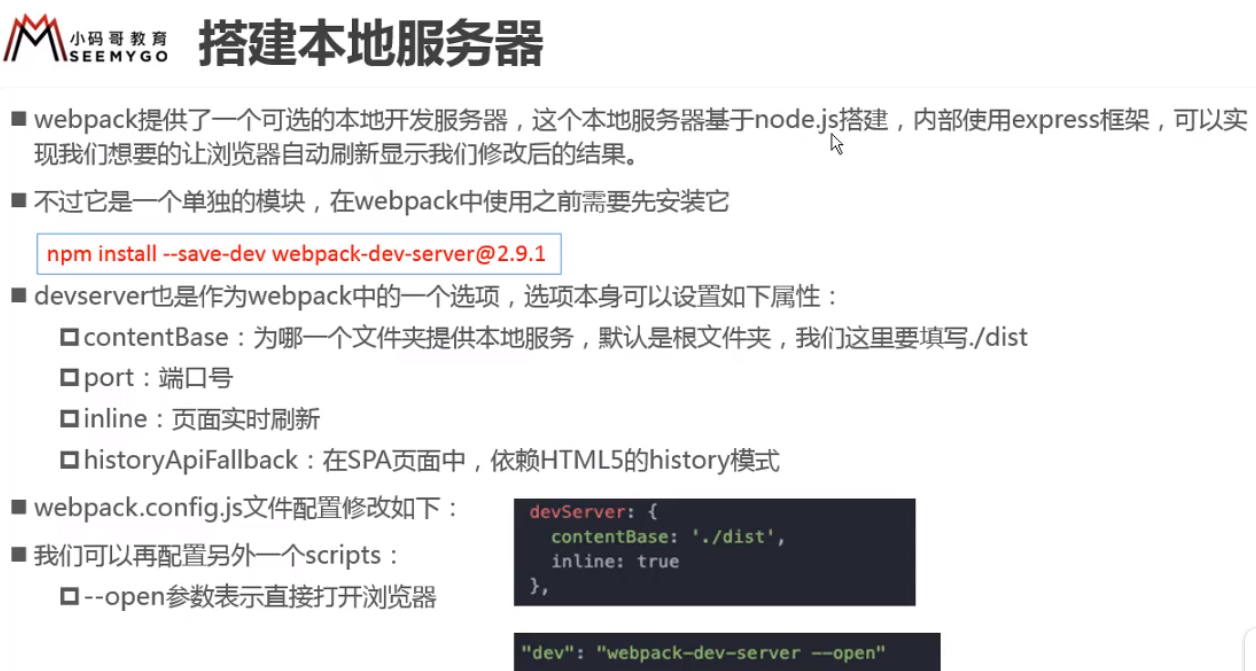 小码哥教育
SEEMYGO
搭建本地服务器
webpack提供了一个可选的本地开发服务器，这个本地服务器基于node.js搭建，内部使用express框架，可以实
现我们想要的让浏览器自动刷新显示我们修改后的结果。
不过它是一个单独的模块，在webpack中使用之前需要先安装它
npm install --save-dev webpack-dev-server@2.9.1
devserver也是作为webpack中的一个选项，选项本身可以设置如下属性：
contentBase：为哪一个文件夹提供本地服务，默认是根文件夹，我们这里要填写./dist
port：端口号
inline：页面实时刷新
historyApiFallback：在SPA页面中，依赖HTML5的history模式
webpack.config.js文件配置修改如下：
devServer: {
contentBase: './dist',
inline: true
},
我们可以再配置另外一个scripts：
--open参数表示直接打开浏览器
"dev": "webpack-dev-server --open"